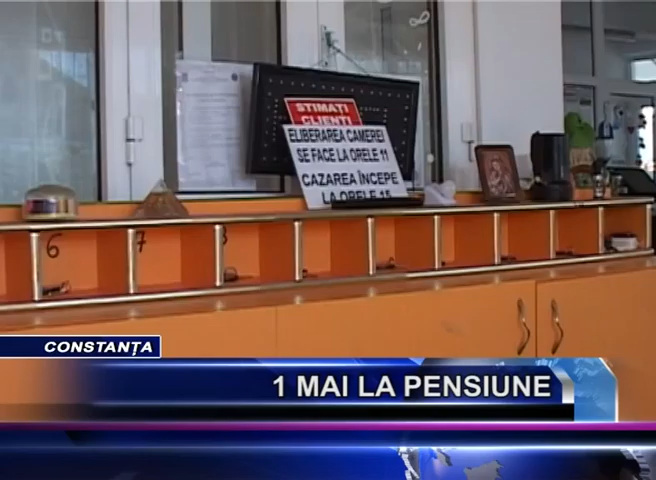 STIMAȚI
CLIENȚI
ELIBERAREA CAMEREI
SE FACE LA ORELE 11
CAZAREA ÎNCEPE
LA ORELE 15
6
7
8
CONSTANȚA
1 MAI LA PENSIUNE